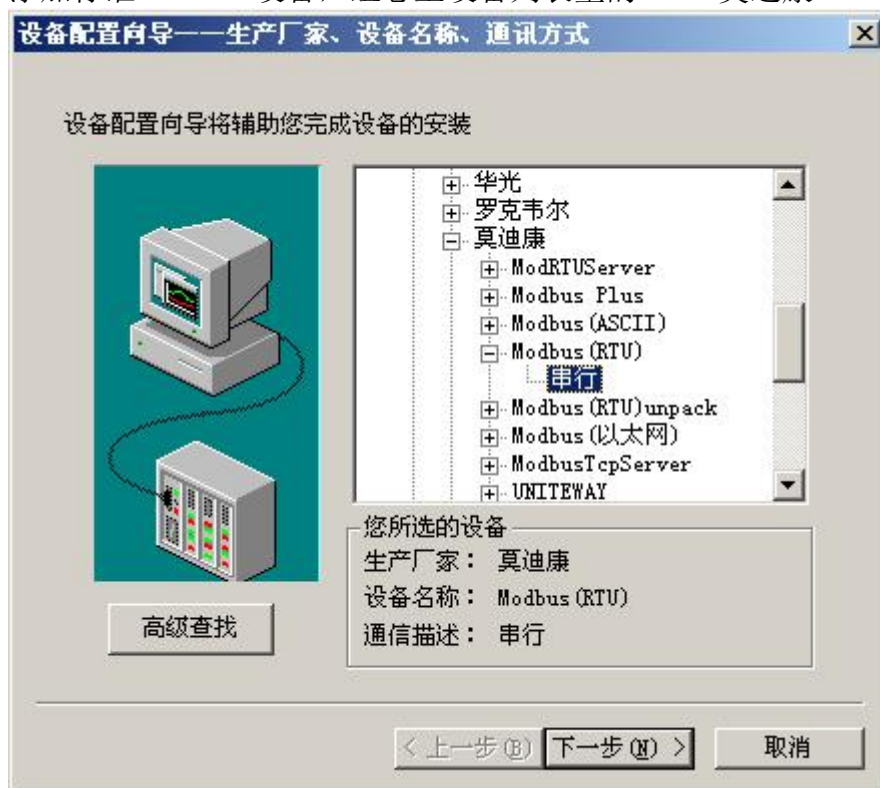 设备配置向导——生产厂家、设备名称、通讯方式
设备配置向导将辅助您完成设备的安装
华光
罗克韦尔
莫迪康
ModRTUServer
Modbus Plus
Modbus(ASCII)
Modbus(RTU)
串行
Modbus(RTU)unpack
Modbus(以太网)
ModbusTcpServer
UNITEWAY
您所选的设备
生产厂家： 莫迪康
设备名称： Modbus(RTU)
通信描述： 串行
高级查找
< 上一步(B) 下一步(N) > 取消